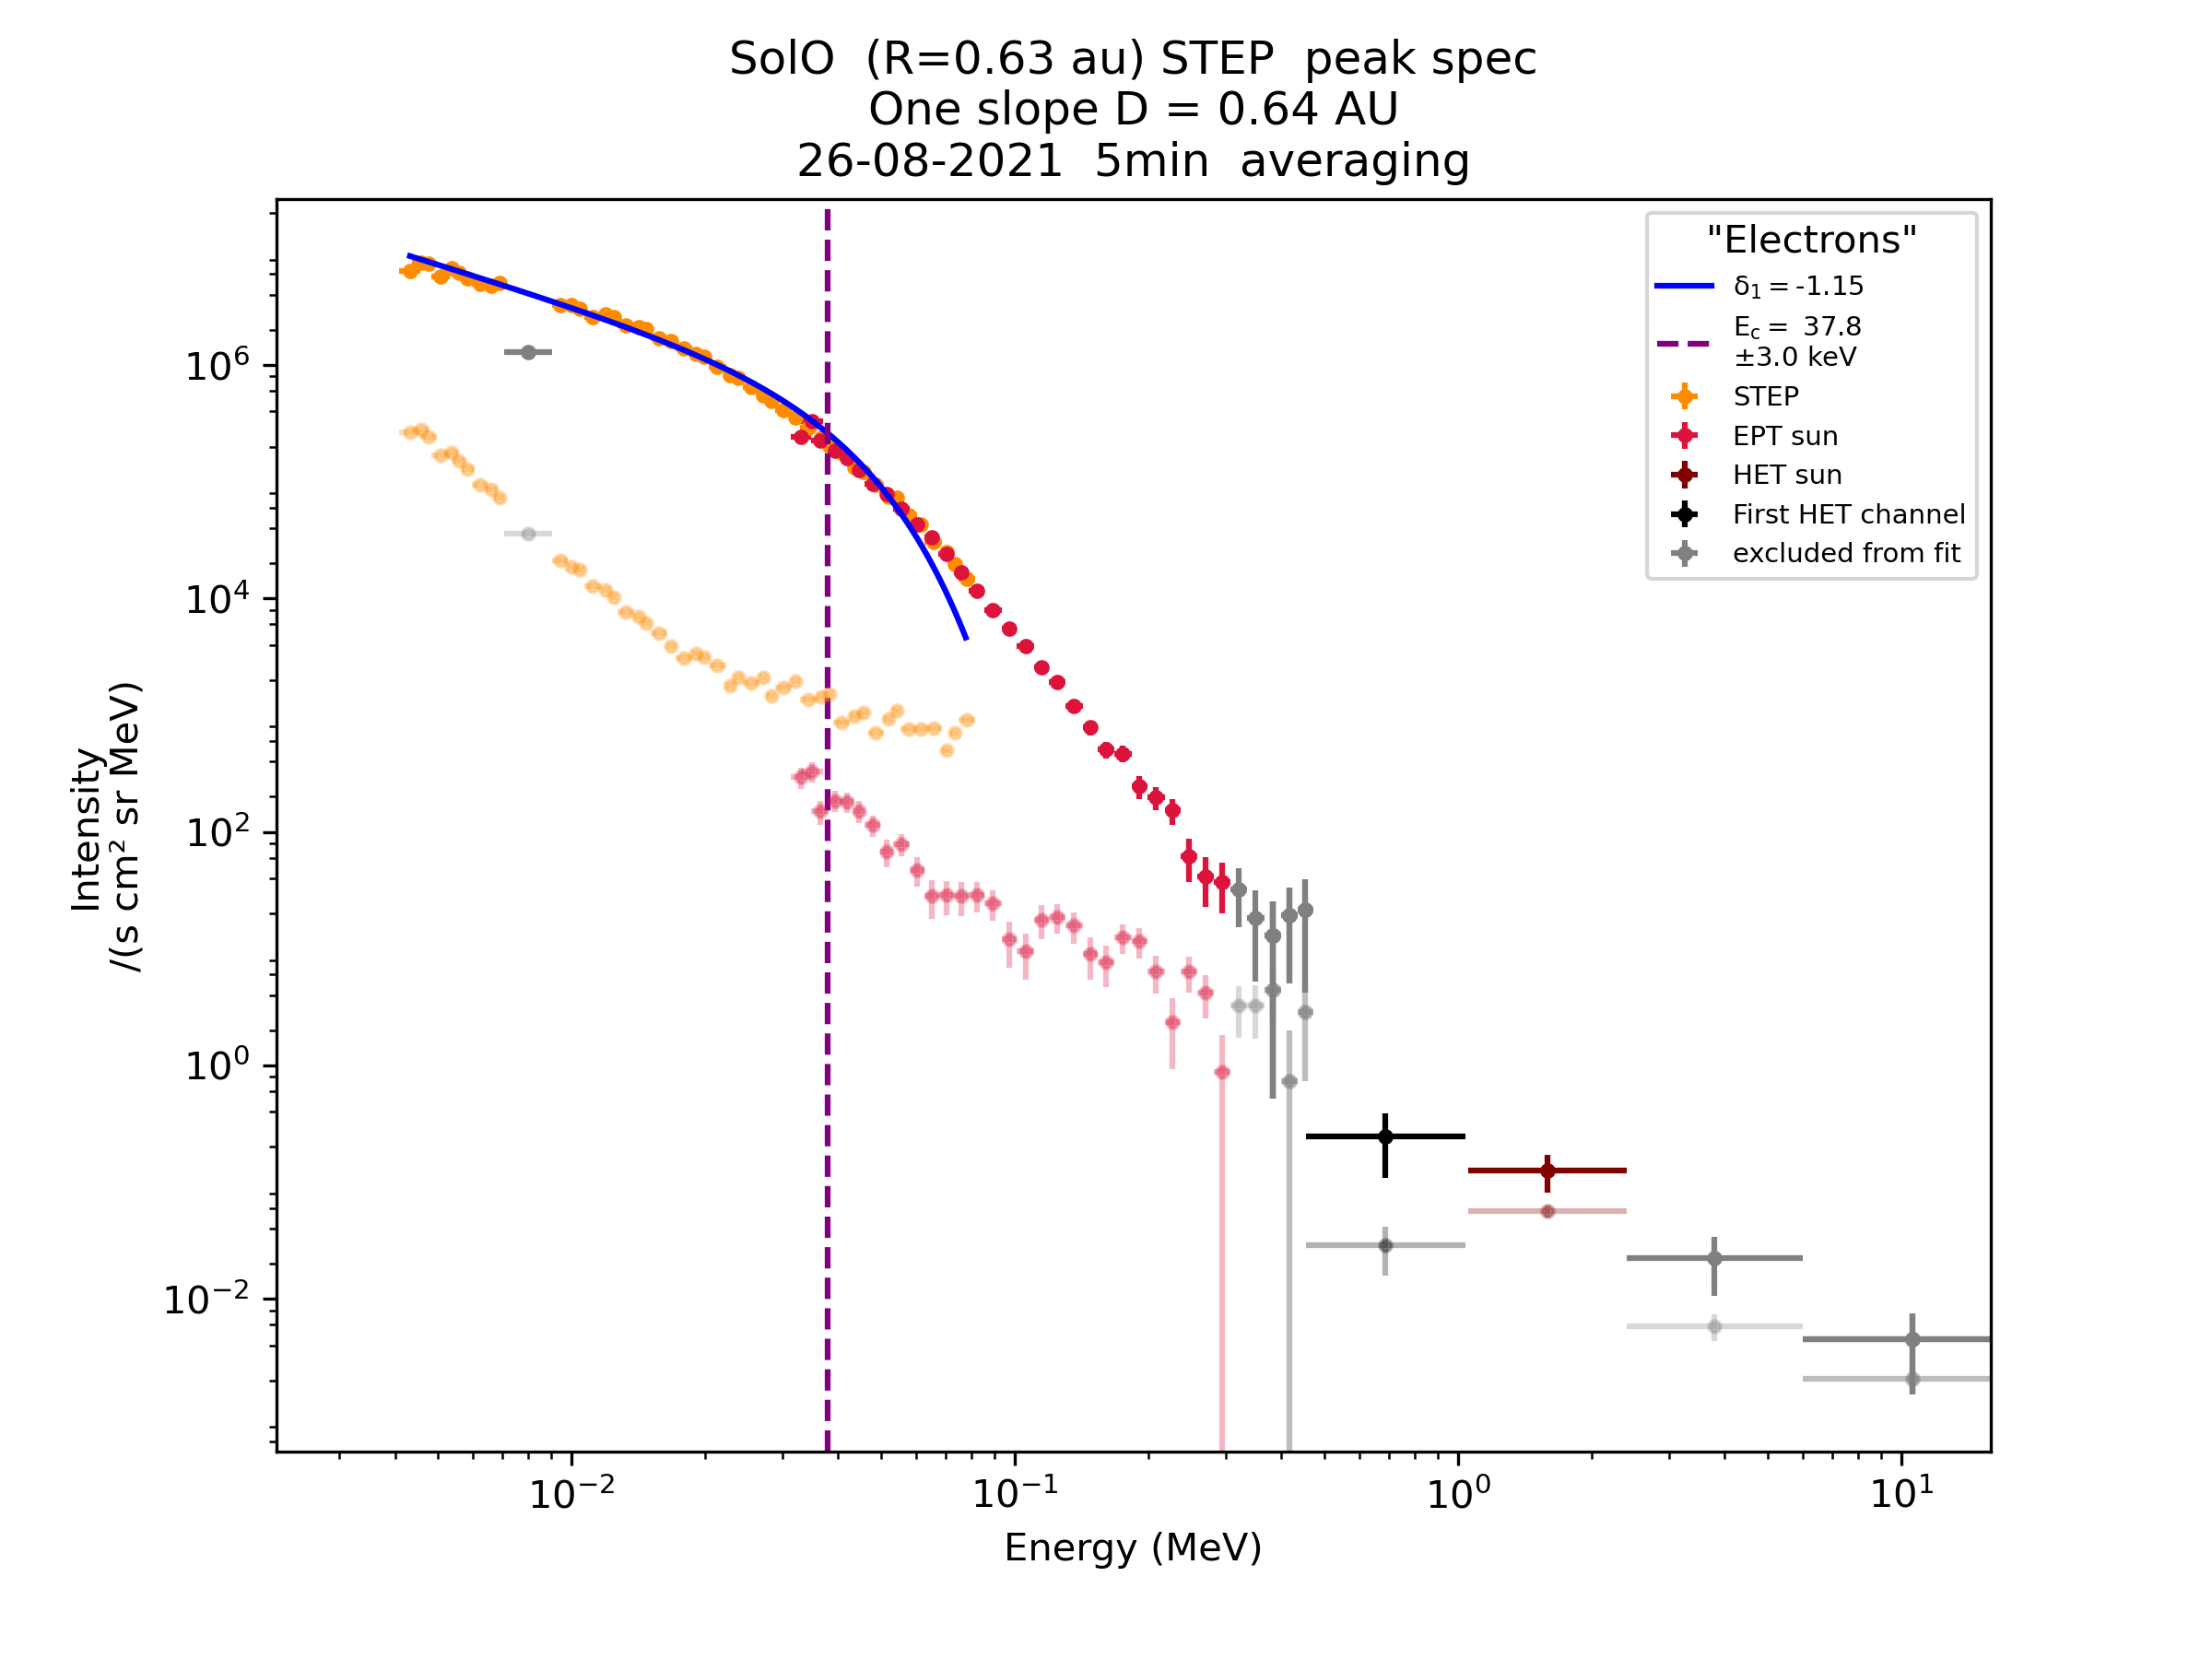 SolO  (R=0.63 au) STEP  peak spec
One slope D = 0.64 AU
26-08-2021  5min  averaging
"Electrons"
δ₁ = -1.15
E_c = 37.8
±3.0 keV
STEP
EPT sun
HET sun
First HET channel
excluded from fit
Intensity
/(s cm² sr MeV)
10⁶
10⁴
10²
10⁰
10⁻²
10⁻² 10⁻¹ 10⁰ 10¹
Energy (MeV)